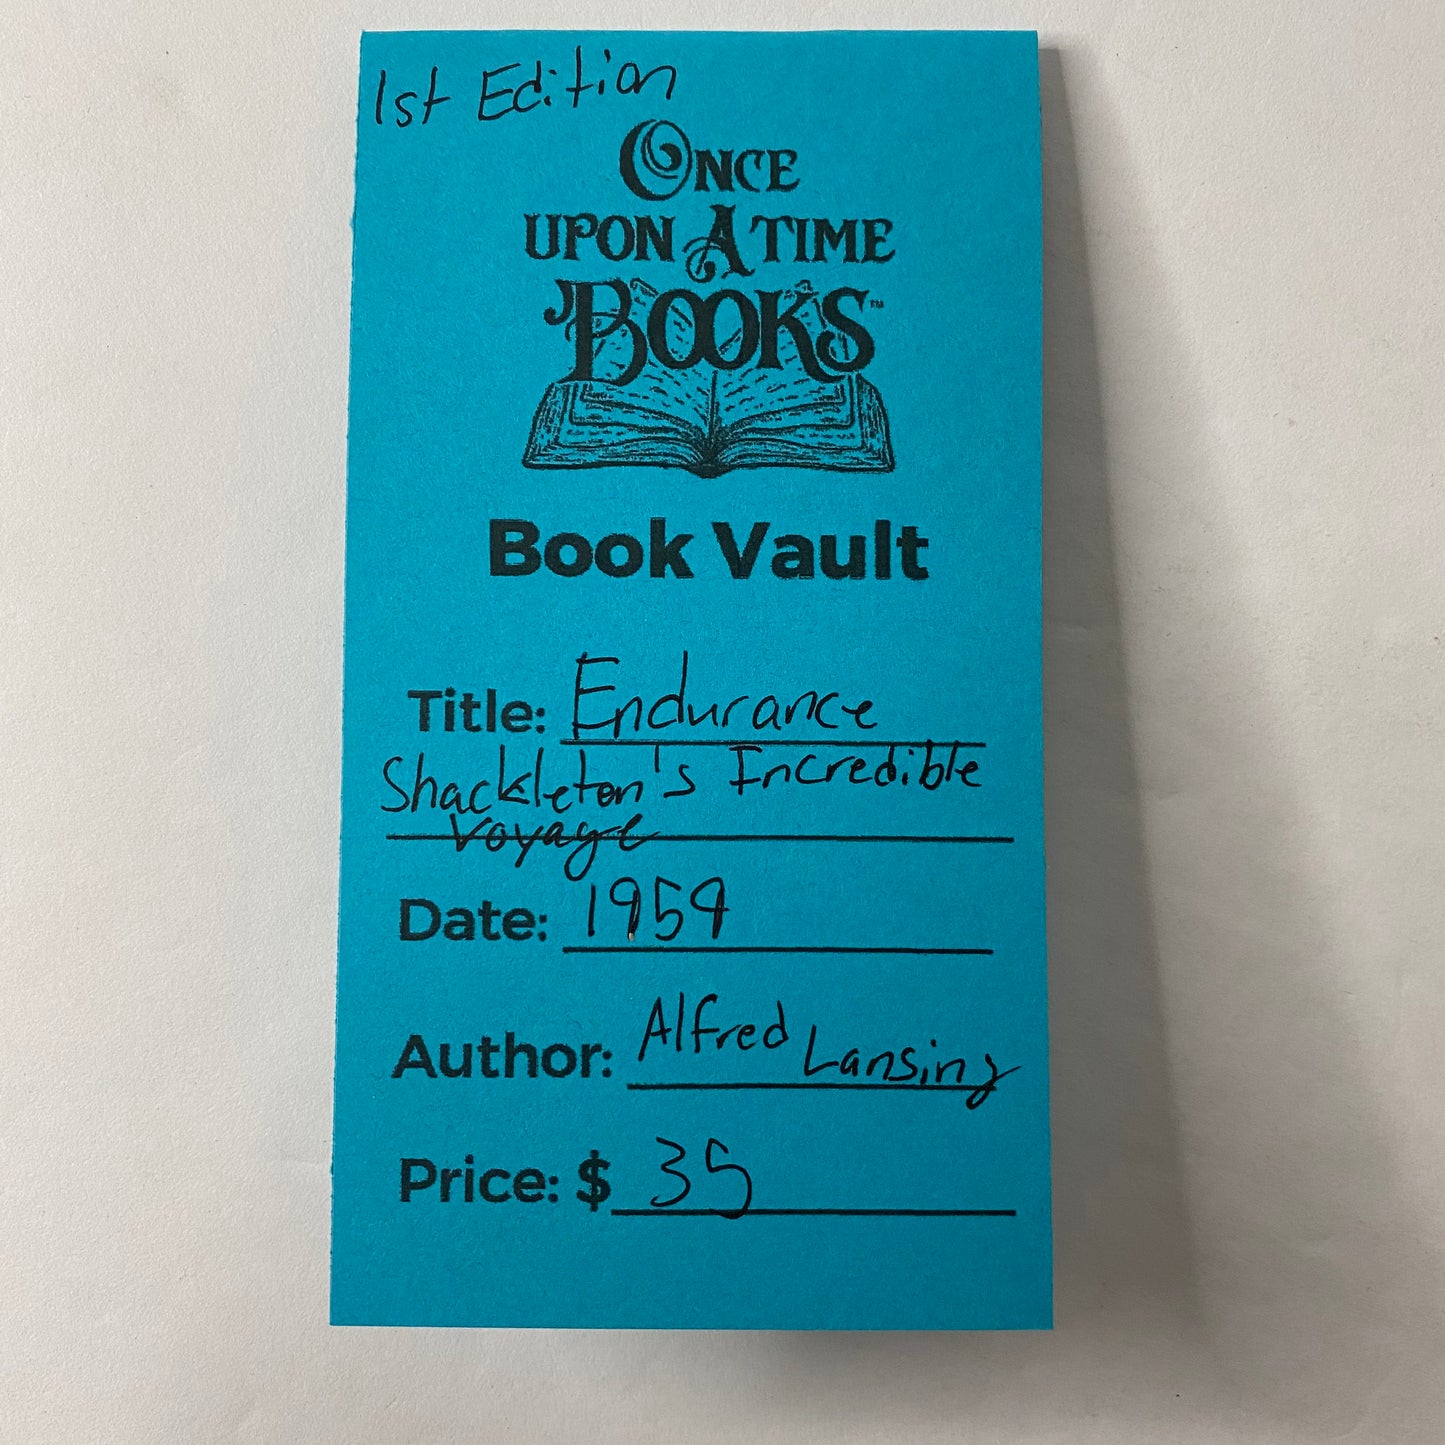 1st Edition
ONCE
UPON A TIME
BOOKS™
Book Vault
Title: Endurance
Shackleton's Incredible
Voyage
Date: 1959
Author: Alfred Lansing
Price: $ 35